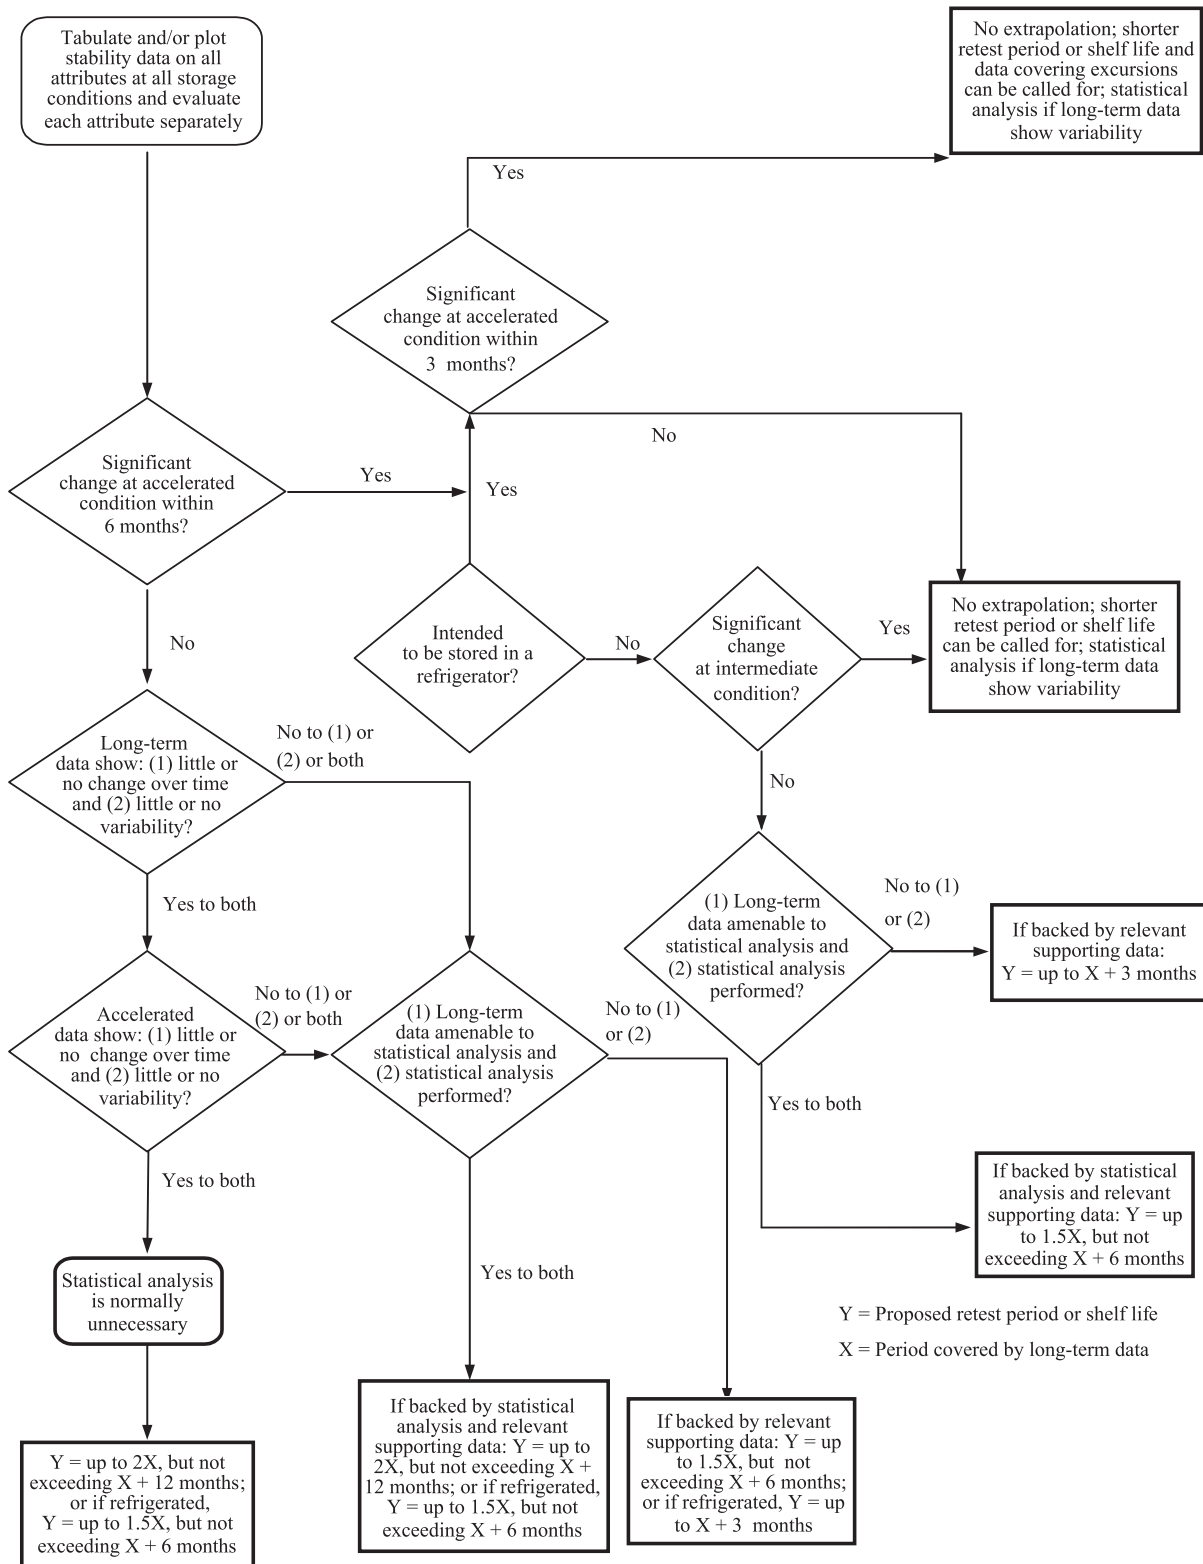 Tabulate and/or plot
stability data on all
attributes at all storage
conditions and evaluate
each attribute separately
No extrapolation; shorter
retest period or shelf life and
data covering excursions
can be called for; statistical
analysis if long-term data
show variability
Yes
Significant
change at accelerated
condition within
3 months?
No
Significant
change at accelerated
condition within
6 months?
Yes
Yes
No
Intended
to be stored in a
refrigerator?
No
Significant
change
at intermediate
condition?
Yes
No extrapolation; shorter
retest period or shelf life
can be called for; statistical
analysis if long-term data
show variability
No
Long-term
data show: (1) little or
no change over time
and (2) little or no
variability?
No to (1) or
(2) or both
Yes to both
(1) Long-term
data amenable to
statistical analysis and
(2) statistical analysis
performed?
No to (1)
or (2)
If backed by relevant
supporting data:
Y = up to X + 3 months
Accelerated
data show: (1) little or
no change over time
and (2) little or no
variability?
No to (1) or
(2) or both
(1) Long-term
data amenable to
statistical analysis and
(2) statistical analysis
performed?
No to (1)
or (2)
Yes to both
If backed by statistical
analysis and relevant
supporting data: Y = up
to 1.5X, but not
exceeding X + 6 months
Yes to both
Statistical analysis
is normally
unnecessary
Yes to both
Y = Proposed retest period or shelf life
X = Period covered by long-term data
Y = up to 2X, but not
exceeding X + 12 months;
or if refrigerated,
Y = up to 1.5X, but not
exceeding X + 6 months
If backed by statistical
analysis and relevant
supporting data: Y = up to
2X, but not exceeding X +
12 months; or if refrigerated,
Y = up to 1.5X, but not
exceeding X + 6 months
If backed by relevant
supporting data: Y = up
to 1.5X, but not
exceeding X + 6 months;
or if refrigerated, Y = up
to X + 3 months